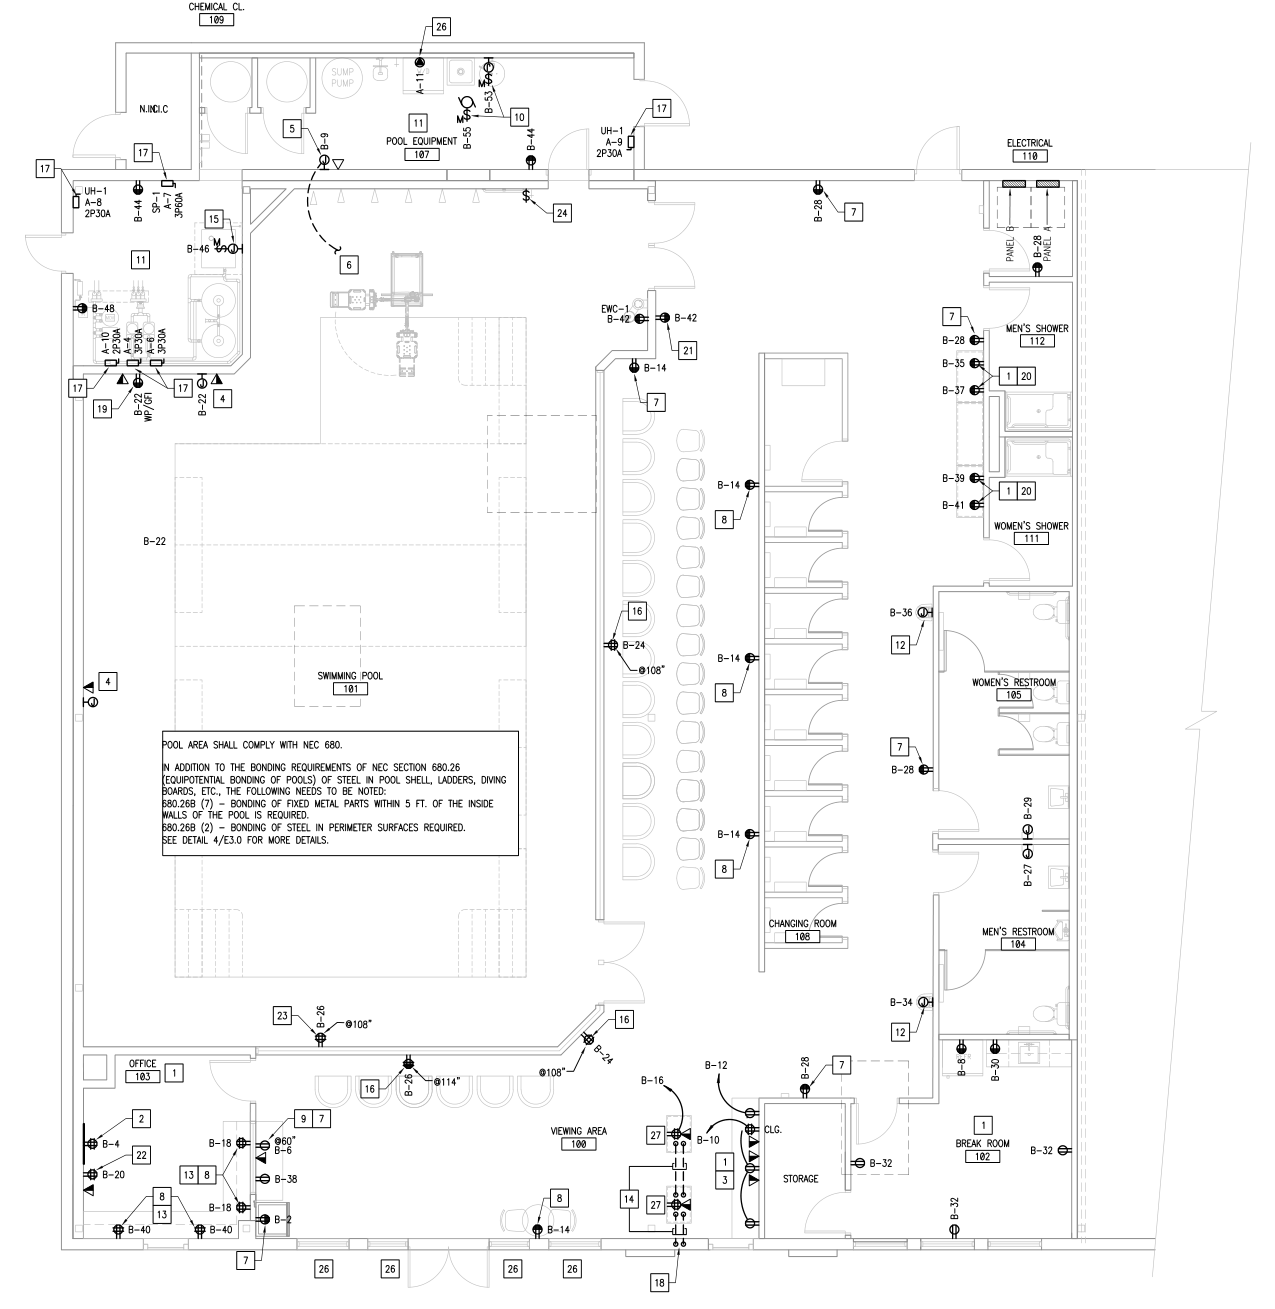 CHEMICAL CL.
109
26
SUMP
PUMP
A-11
M
B-53
N.I.C.
N.I.C.
17
5
B-9
11
M
B-55
10
UH-1
A-9
2P30A
POOL EQUIPMENT
107
B-44
ELECTRICAL
110
17
17
UH-1
A-8
2P30A
B-44
SP-1
A-7
3P60A
15
24
B-28
7
B-46
M
11
6
PANEL B
B-28
PANEL A
B-48
EWC-1
B-42
B-42
7
MEN'S SHOWER
112
B-28
21
A-10
2P30A
A-4
3P30A
A-6
3P30A
B-14
B-35
1
20
17
17
B-37
19
B-22
WP/GFI
B-22
4
7
B-14
B-39
1
20
8
B-41
WOMEN'S SHOWER
111
B-22
16
B-36
B-24
12
@108"
B-14
8
4
SWIMMING POOL
101
WOMEN'S RESTROOM
105
POOL AREA SHALL COMPLY WITH NEC 680.
IN ADDITION TO THE BONDING REQUIREMENTS OF NEC SECTION 680.26
(EQUIPOTENTIAL BONDING OF POOLS) OF STEEL IN POOL SHELL, LADDERS, DIVING
BOARDS, ETC., THE FOLLOWING NEEDS TO BE NOTED:
680.26B (7) – BONDING OF FIXED METAL PARTS WITHIN 5 FT. OF THE INSIDE
WALLS OF THE POOL IS REQUIRED.
680.26B (2) – BONDING OF STEEL IN PERIMETER SURFACES REQUIRED.
SEE DETAIL 4/E3.0 FOR MORE DETAILS.
7
B-28
B-29
B-14
8
B-27
CHANGING ROOM
108
MEN'S RESTROOM
104
23
B-26
@108"
16
B-34
12
B-24
@108"
OFFICE
103
1
16
B-26
@114"
B-12
B-28
7
B-8
B-30
B-16
2
B-4
9
7
@60"
B-6
B-18
22
B-20
13
8
B-38
VIEWING AREA
100
27
B-10
CLG.
1
3
1
BREAK ROOM
102
B-32
B-32
STORAGE
8
13
B-18
B-2
8
14
27
B-40
B-40
B-14
B-32
7
26
26
26
26
18